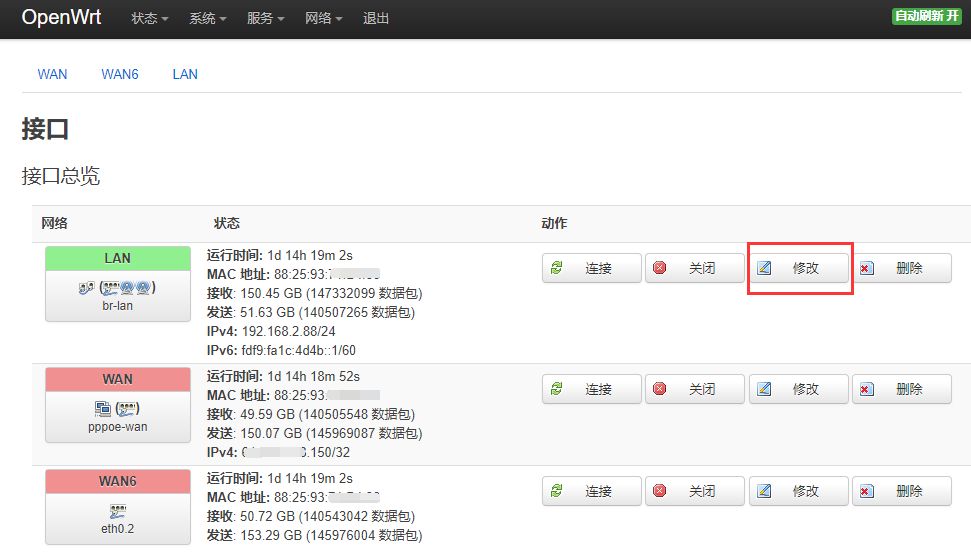 OpenWrt 状态 系统 服务 网络 退出 自动刷新 开
WAN WAN6 LAN
接口
接口总览
网络 状态 动作
LAN
br-lan
运行时间: 1d 14h 19m 2s
MAC 地址: 88:25:93:
接收: 150.45 GB (147332099 数据包)
发送: 51.63 GB (140507265 数据包)
IPv4: 192.168.2.88/24
IPv6: fdf9:fa1c:4d4b::1/60
连接 关闭 修改 删除
WAN
pppoe-wan
运行时间: 1d 14h 18m 52s
MAC 地址: 88:25:93:
接收: 49.59 GB (140505548 数据包)
发送: 150.07 GB (145969087 数据包)
IPv4: .150/32
连接 关闭 修改 删除
WAN6
eth0.2
运行时间: 1d 14h 19m 2s
MAC 地址: 88:25:93:
接收: 50.72 GB (140543042 数据包)
发送: 153.29 GB (145976004 数据包)
连接 关闭 修改 删除